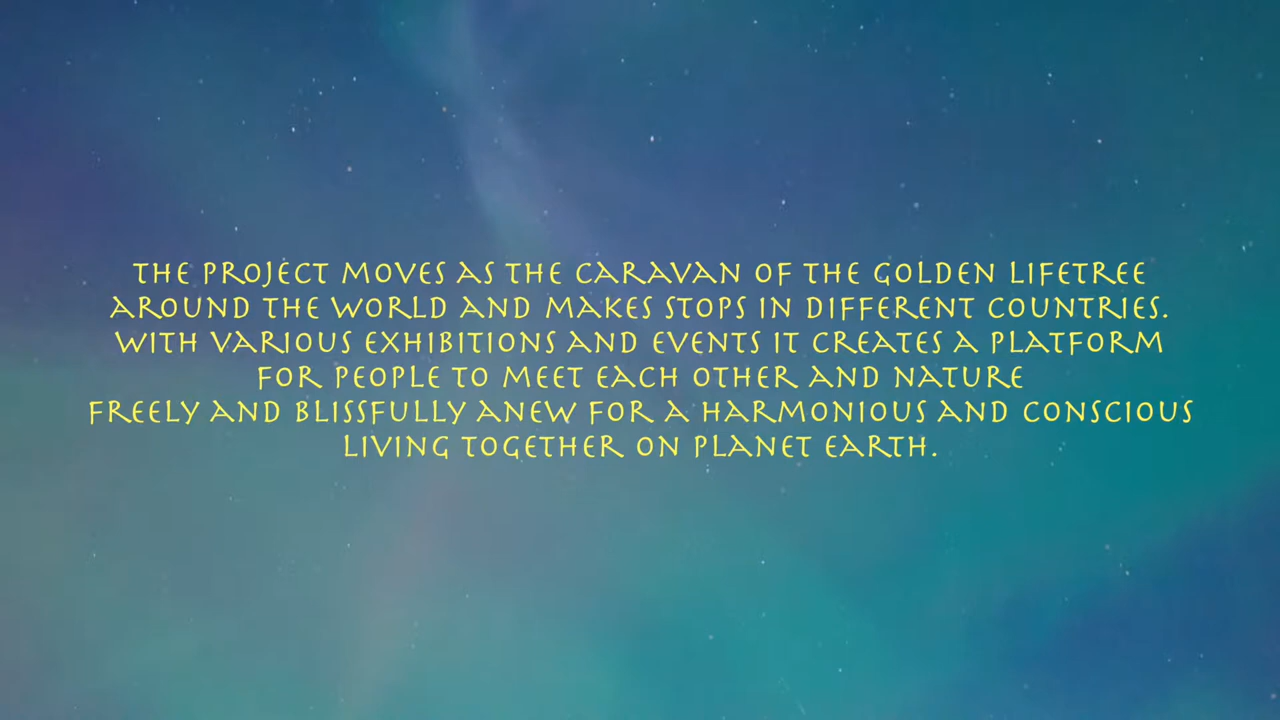 THE PROJECT MOVES AS THE CARAVAN OF THE GOLDEN LIFETREE
AROUND THE WORLD AND MAKES STOPS IN DIFFERENT COUNTRIES.
WITH VARIOUS EXHIBITIONS AND EVENTS IT CREATES A PLATFORM
FOR PEOPLE TO MEET EACH OTHER AND NATURE
FREELY AND BLISSFULLY ANEW FOR A HARMONIOUS AND CONSCIOUS
LIVING TOGETHER ON PLANET EARTH.